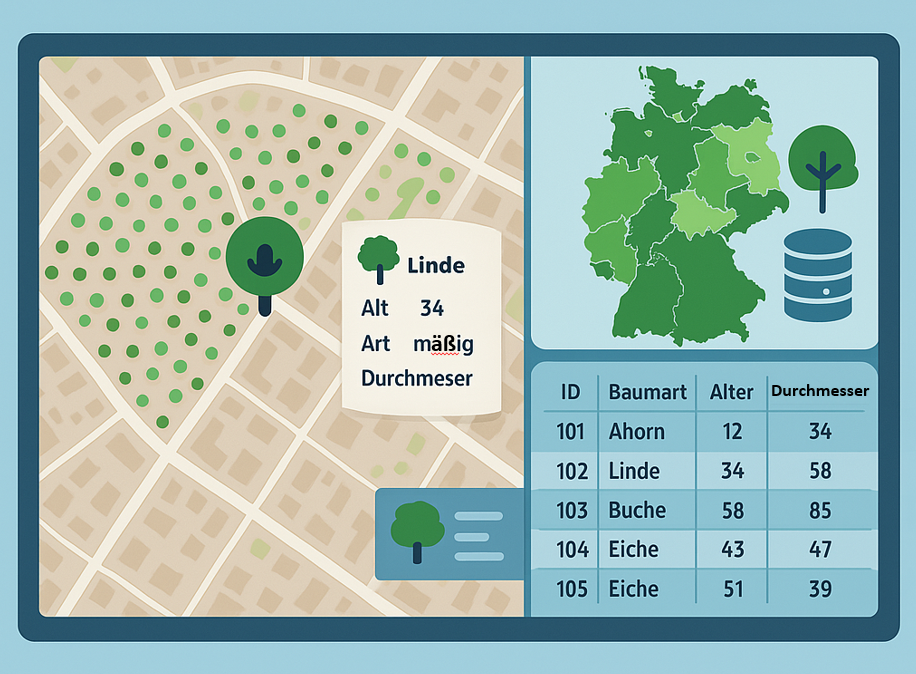 Linde
Alt 34
Art mäßig
Durchmeser
ID Baumart Alter Durchmesser
101 Ahorn 12 34
102 Linde 34 58
103 Buche 58 85
104 Eiche 43 47
105 Eiche 51 39